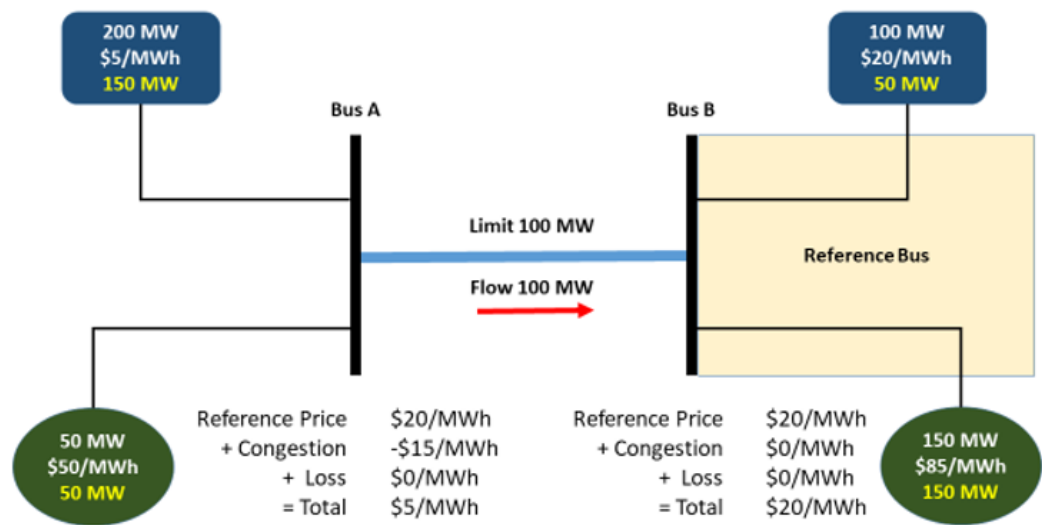 200 MW
$5/MWh
150 MW
100 MW
$20/MWh
50 MW
Bus A
Bus B
Limit 100 MW
Flow 100 MW
Reference Bus
50 MW
$50/MWh
50 MW
Reference Price $20/MWh
+ Congestion -$15/MWh
+ Loss $0/MWh
= Total $5/MWh
Reference Price $20/MWh
+ Congestion $0/MWh
+ Loss $0/MWh
= Total $20/MWh
150 MW
$85/MWh
150 MW